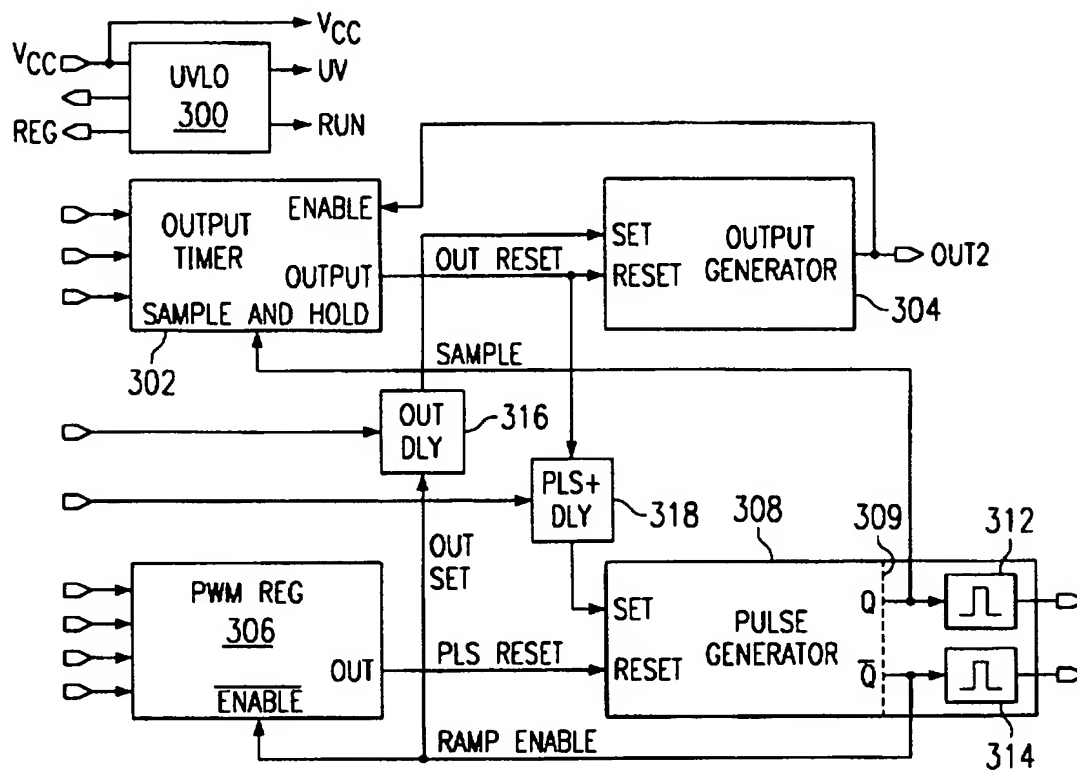 VCC
VCC
UVLO
300
UV
REG
RUN
ENABLE
OUTPUT
TIMER
OUTPUT
SAMPLE AND HOLD
302
OUT RESET
SET
RESET
OUTPUT
GENERATOR
OUT2
304
SAMPLE
OUT
DLY
316
PLS+
DLY
318
OUT
SET
308
309
312
PWM REG
306
OUT
ENABLE
PLS RESET
SET
RESET
PULSE
GENERATOR
Q
Q̅
RAMP ENABLE
314